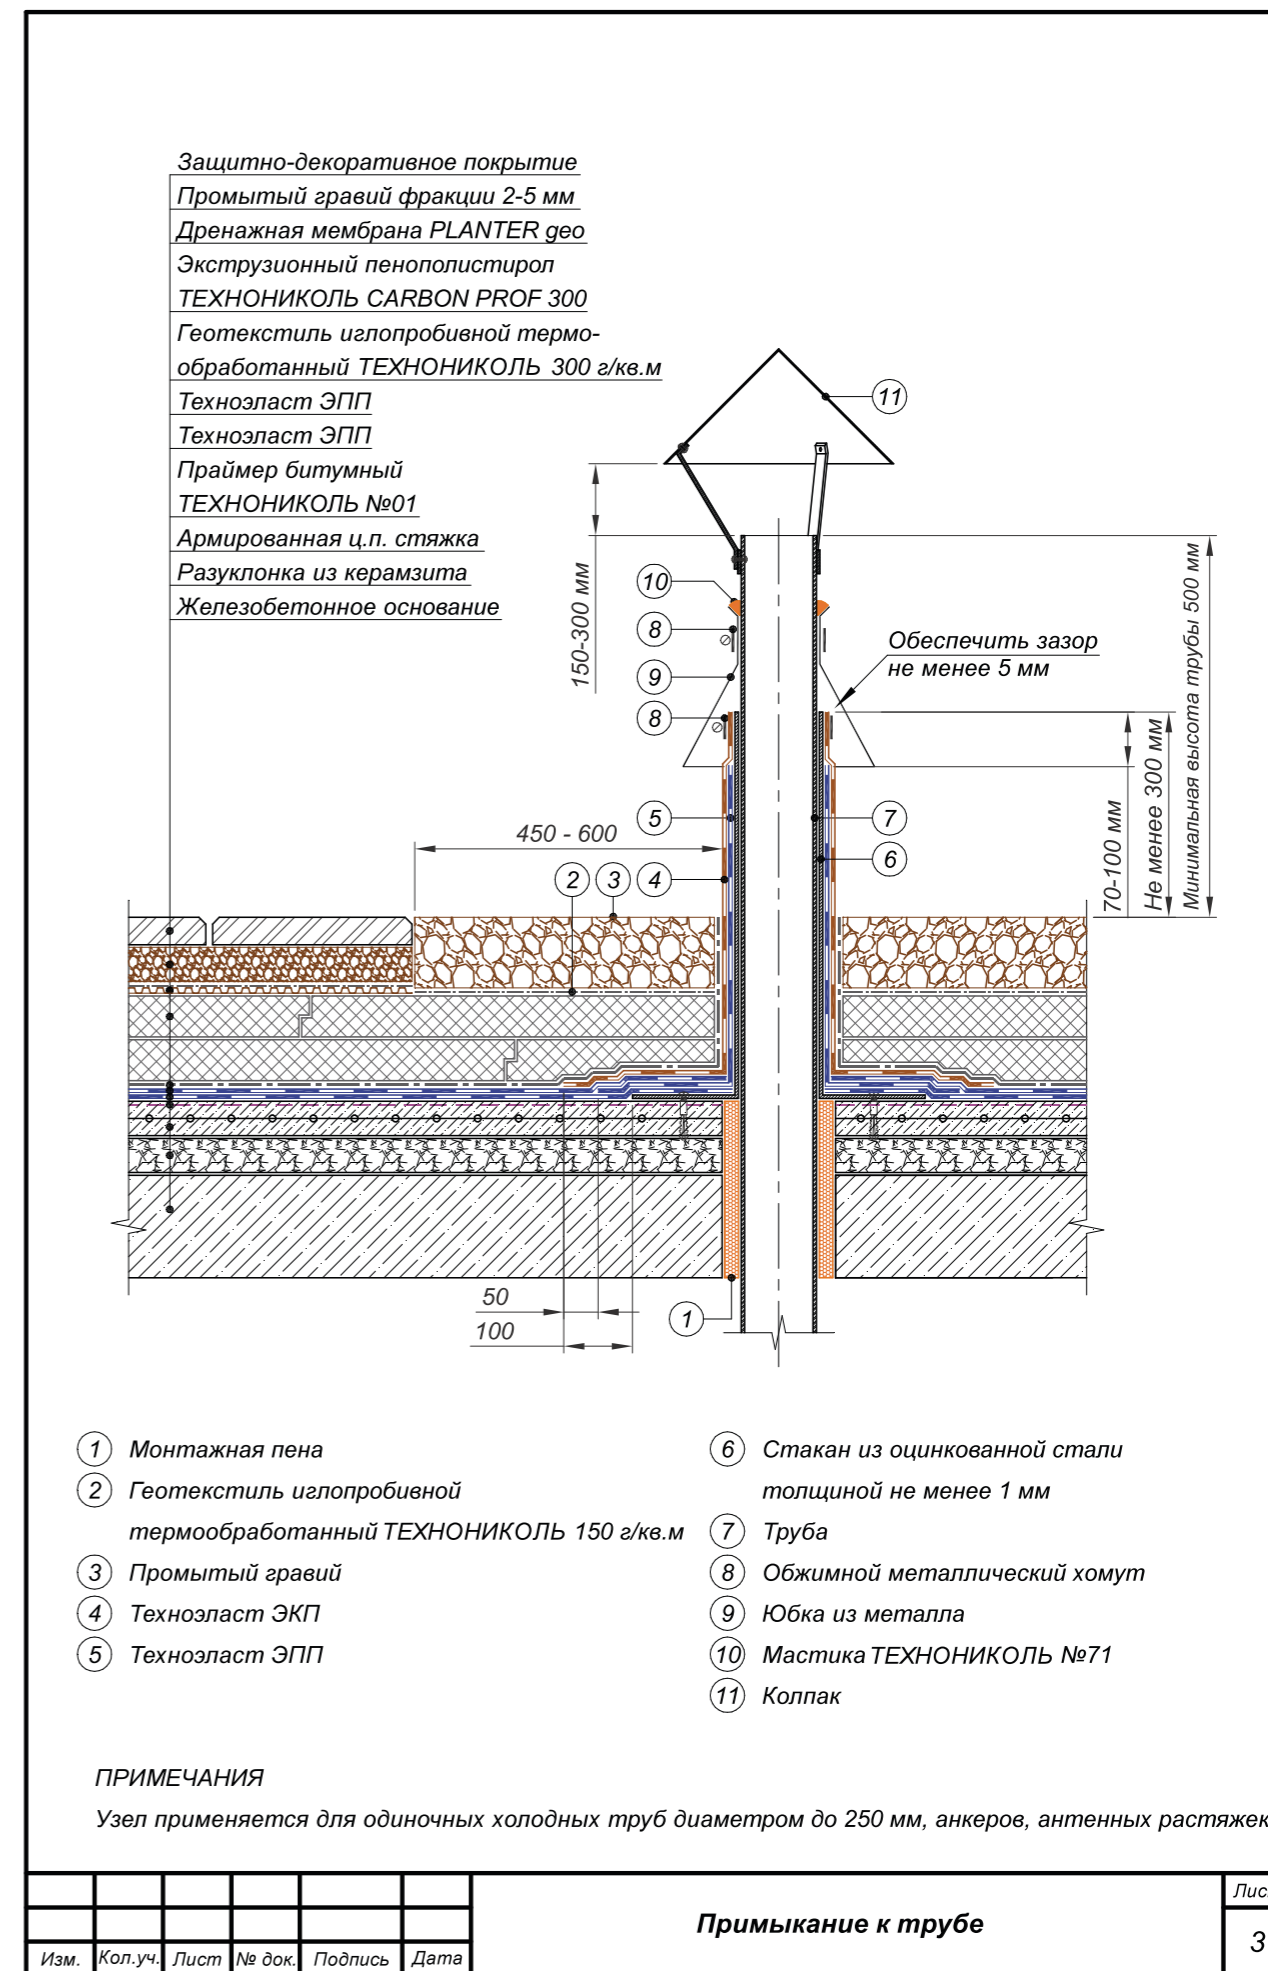 Защитно-декоративное покрытие
Промытый гравий фракции 2-5 мм
Дренажная мембрана PLANTER geo
Экструзионный пенополистирол
ТЕХНОНИКОЛЬ CARBON PROF 300
Геотекстиль иглопробивной термо-
обработанный ТЕХНОНИКОЛЬ 300 г/кв.м
Техноэласт ЭПП
Техноэласт ЭПП
Праймер битумный
ТЕХНОНИКОЛЬ №01
Армированная ц.п. стяжка
Разуклонка из керамзита
Железобетонное основание
11
150-300 мм
10
8
9
8
Обеспечить зазор
не менее 5 мм
Минимальная высота трубы 500 мм
Не менее 300 мм
70-100 мм
5
7
450 - 600
6
2
3
4
50
100
1
1 Монтажная пена
2 Геотекстиль иглопробивной
термообработанный ТЕХНОНИКОЛЬ 150 г/кв.м
3 Промытый гравий
4 Техноэласт ЭКП
5 Техноэласт ЭПП
6 Стакан из оцинкованной стали
толщиной не менее 1 мм
7 Труба
8 Обжимной металлический хомут
9 Юбка из металла
10 Мастика ТЕХНОНИКОЛЬ №71
11 Колпак
ПРИМЕЧАНИЯ
Узел применяется для одиночных холодных труб диаметром до 250 мм, анкеров, антенных растяжек
Изм. Кол.уч. Лист № док. Подпись Дата
Примыкание к трубе
3